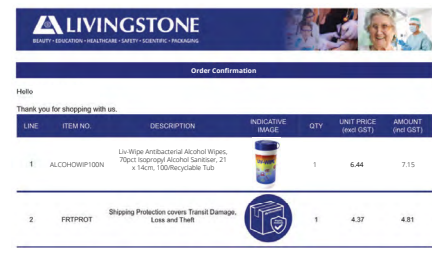 LIVINGSTONE
BEAUTY • EDUCATION • HEALTHCARE • SAFETY • SCIENTIFIC • PACKAGING
Order Confirmation
Hello
Thank you for shopping with us.
LINE ITEM NO. DESCRIPTION INDICATIVE IMAGE QTY UNIT PRICE (excl GST) AMOUNT (incl GST)
1 ALCOHOWIP100N Liv-Wipe Antibacterial Alcohol Wipes,
70pct Isopropyl Alcohol Sanitiser, 21
x 14cm, 100/Recyclable Tub
1 6.44 7.15
2 FRTPROT Shipping Protection covers Transit Damage,
Loss and Theft
1 4.37 4.81